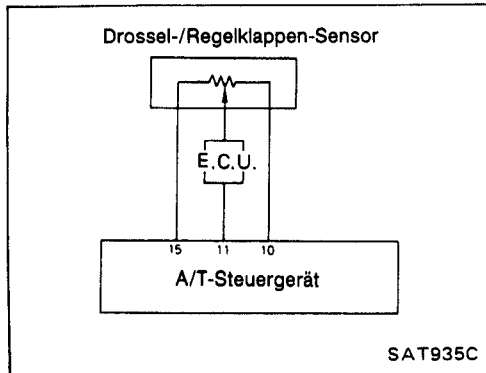 Drossel-/Regelklappen-Sensor
E.C.U.
15 11 10
A/T-Steuergerät
SAT935C